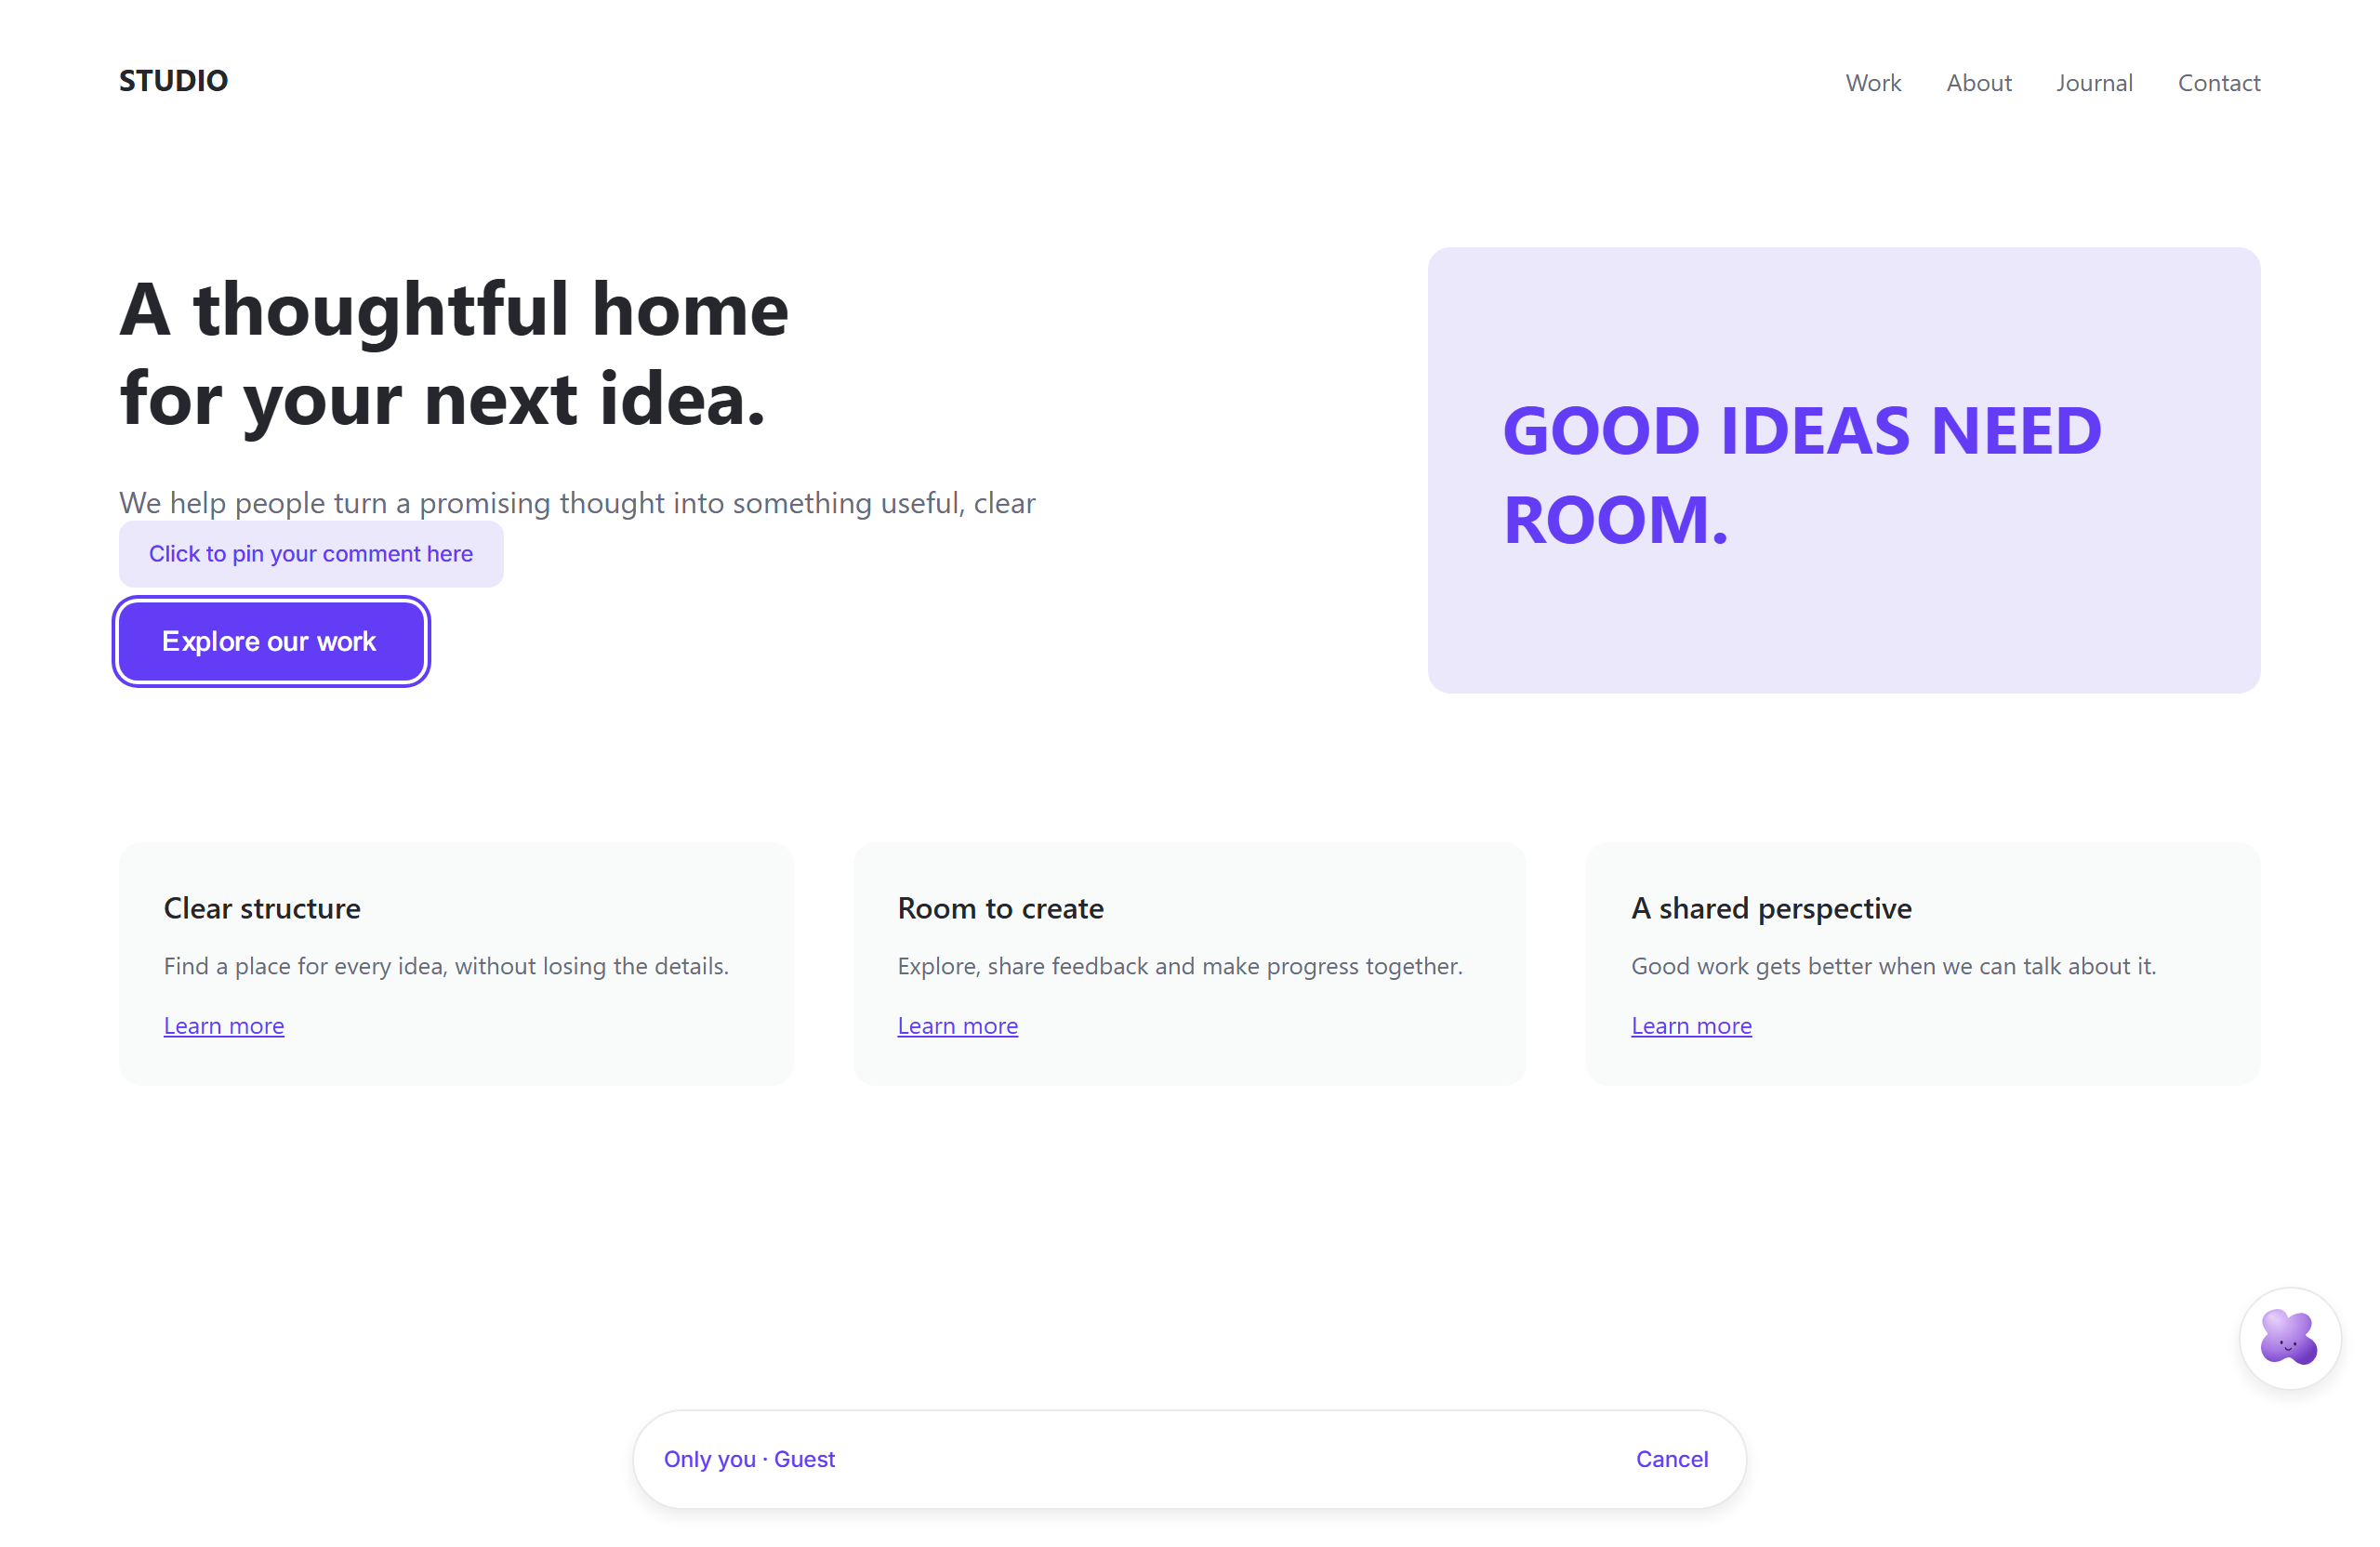 STUDIO
Work
About
Journal
Contact
A thoughtful home
for your next idea.
We help people turn a promising thought into something useful, clear
Click to pin your comment here
Explore our work
GOOD IDEAS NEED
ROOM.
Clear structure
Find a place for every idea, without losing the details.
Learn more
Room to create
Explore, share feedback and make progress together.
Learn more
A shared perspective
Good work gets better when we can talk about it.
Learn more
Only you · Guest
Cancel